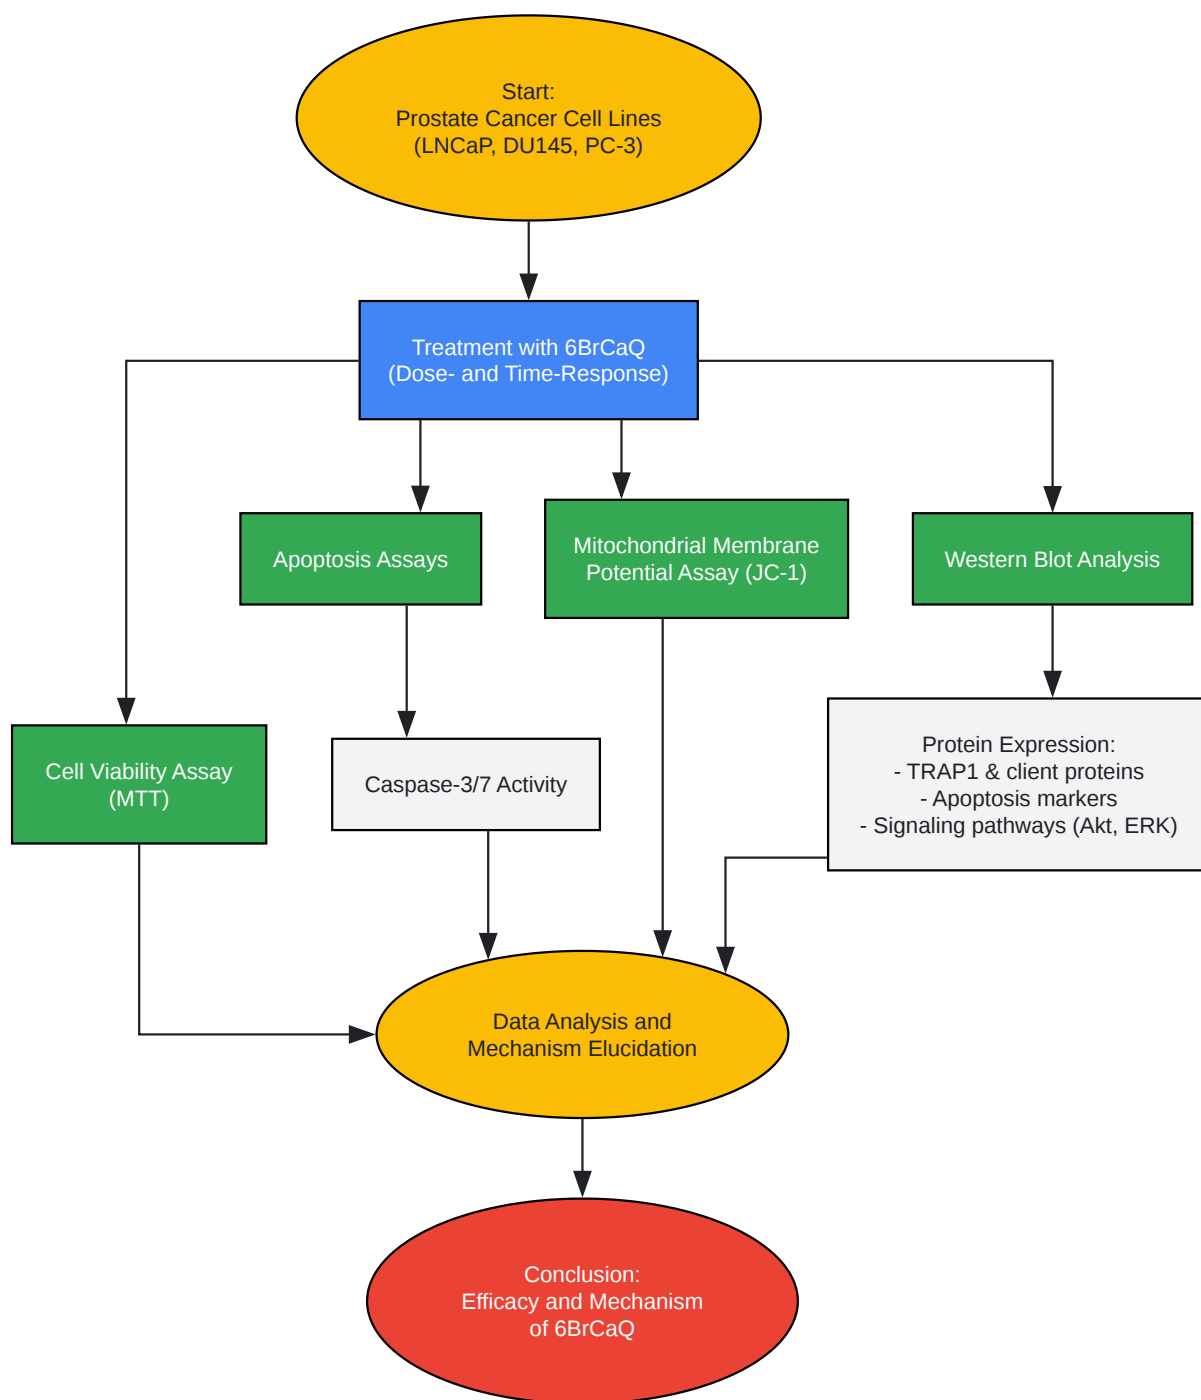 Start:
Prostate Cancer Cell Lines
(LNCaP, DU145, PC-3)
Treatment with 6BrCaQ
(Dose- and Time-Response)
Apoptosis Assays
Mitochondrial Membrane
Potential Assay (JC-1)
Western Blot Analysis
Cell Viability Assay
(MTT)
Caspase-3/7 Activity
Protein Expression:
- TRAP1 & client proteins
- Apoptosis markers
- Signaling pathways (Akt, ERK)
Data Analysis and
Mechanism Elucidation
Conclusion:
Efficacy and Mechanism
of 6BrCaQ